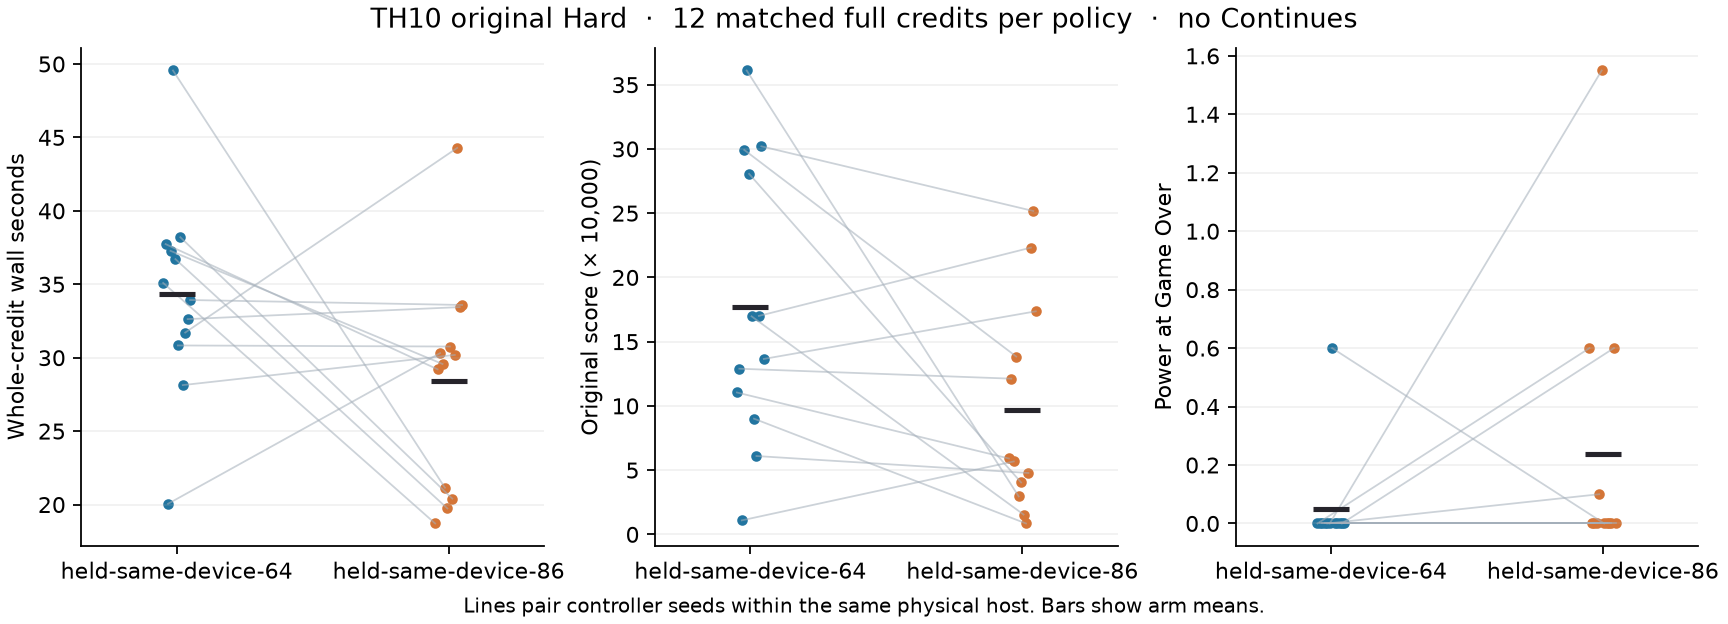 TH10 original Hard · 12 matched full credits per policy · no Continues
Whole-credit wall seconds
50
45
40
35
30
25
20
held-same-device-64
held-same-device-86
Original score (× 10,000)
35
30
25
20
15
10
5
0
held-same-device-64
held-same-device-86
Power at Game Over
1.6
1.4
1.2
1.0
0.8
0.6
0.4
0.2
0.0
held-same-device-64
held-same-device-86
Lines pair controller seeds within the same physical host. Bars show arm means.